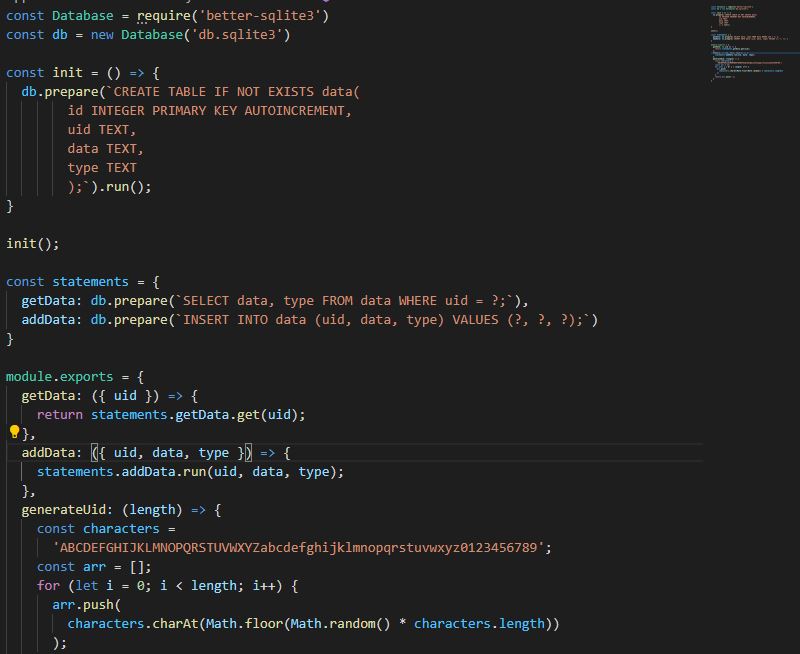 const Database = require('better-sqlite3')
const db = new Database('db.sqlite3')
const init = () => {
db.prepare(`CREATE TABLE IF NOT EXISTS data(
id INTEGER PRIMARY KEY AUTOINCREMENT,
uid TEXT,
data TEXT,
type TEXT
);`).run();
}
init();
const statements = {
getData: db.prepare(`SELECT data, type FROM data WHERE uid = ?;`),
addData: db.prepare(`INSERT INTO data (uid, data, type) VALUES (?, ?, ?);`)
}
module.exports = {
getData: ({ uid }) => {
return statements.getData.get(uid);
},
addData: ({ uid, data, type }) => {
statements.addData.run(uid, data, type);
},
generateUid: (length) => {
const characters =
'ABCDEFGHIJKLMNOPQRSTUVWXYZabcdefghijklmnopqrstuvwxyz0123456789';
const arr = [];
for (let i = 0; i < length; i++) {
arr.push(
characters.charAt(Math.floor(Math.random() * characters.length))
);